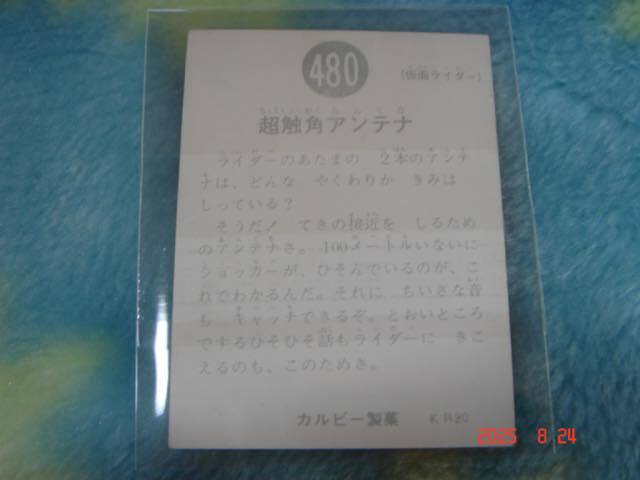 480
(仮面ライダー)
超触角アンテナ
ライダーのあたまの 2本のアンテ
ナは、どんな やくわりか きみは
しっている?
そうだ! てきの接近を しるため
のアンテナさ。100メートルいないに
ショッカーが、ひそんでいるのが、こ
れでわかるんだ。それに ちいさな音
も キャッチできるぞ。とおいところ
でするひそひそ話もライダーに きこ
えるのも、このためさ。
カルビー製菓 KR20
2025 8 24